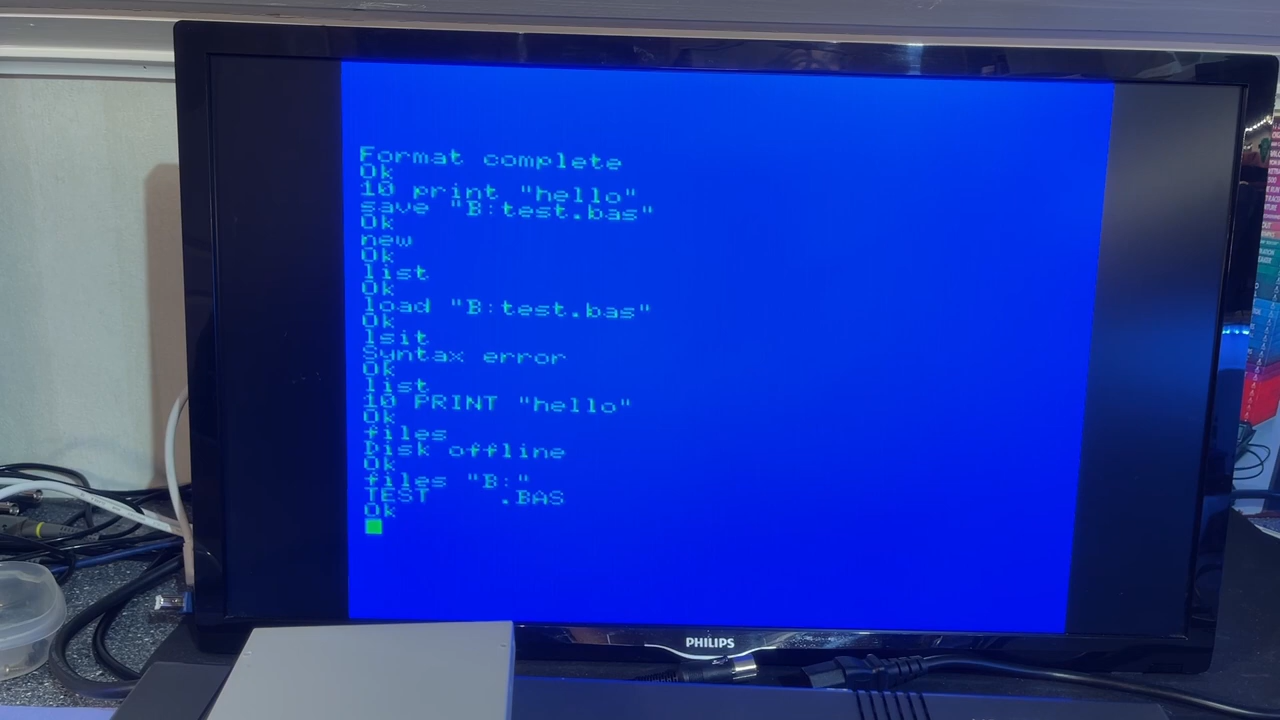 Format complete
Ok
10 print "hello"
save "B:test.bas"
Ok
new
Ok
list
Ok
load "B:test.bas"
Ok
lsit
Syntax error
Ok
list
10 PRINT "hello"
Ok
files
Disk offline
Ok
files "B:"
TEST    .BAS
Ok
PHILIPS